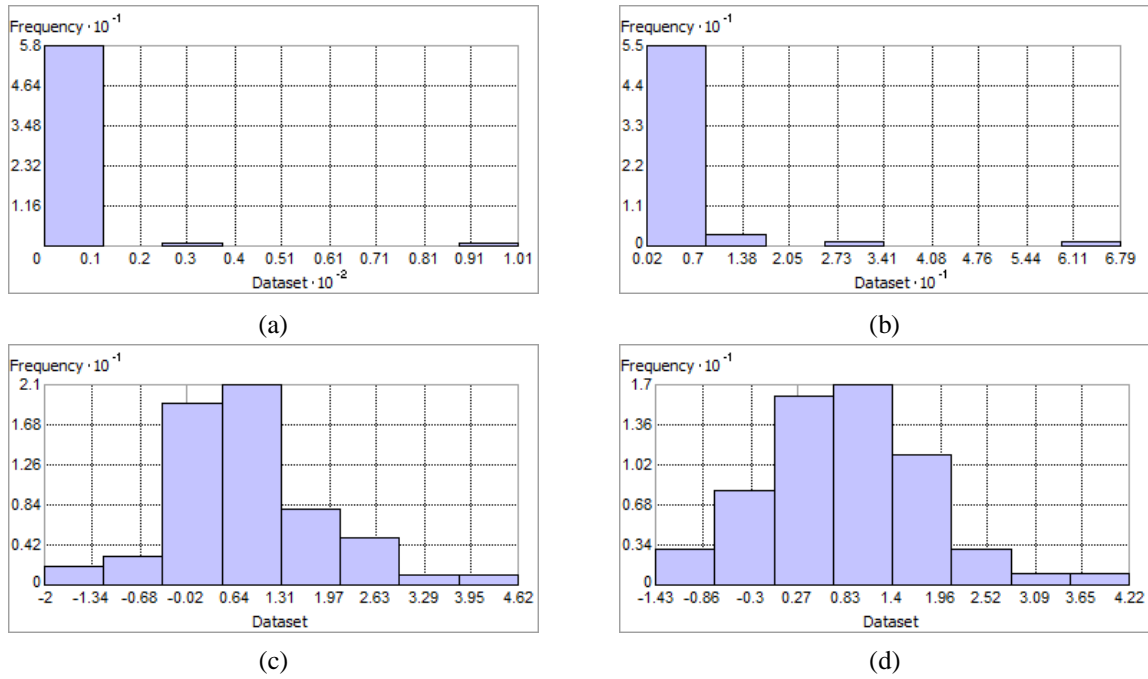 Frequency · 10⁻¹
5.8
4.64
3.48
2.32
1.16
0 0.1 0.2 0.3 0.4 0.51 0.61 0.71 0.81 0.91 1.01
Dataset · 10⁻²
(a)
Frequency · 10⁻¹
5.5
4.4
3.3
2.2
1.1
0
0.02 0.7 1.38 2.05 2.73 3.41 4.08 4.76 5.44 6.11 6.79
Dataset · 10⁻¹
(b)
Frequency · 10⁻¹
2.1
1.68
1.26
0.84
0.42
0
-2 -1.34 -0.68 -0.02 0.64 1.31 1.97 2.63 3.29 3.95 4.62
Dataset
(c)
Frequency · 10⁻¹
1.7
1.36
1.02
0.68
0.34
0
-1.43 -0.86 -0.3 0.27 0.83 1.4 1.96 2.52 3.09 3.65 4.22
Dataset
(d)